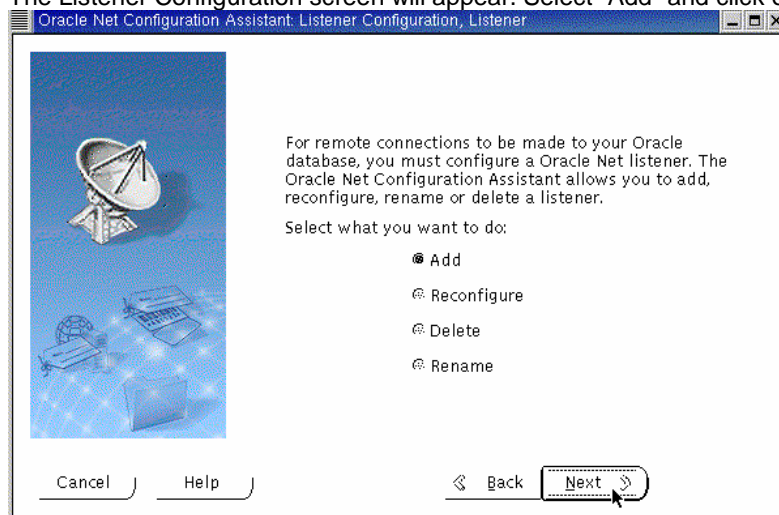 The Listener Configuration screen will appear. Select "Add" and click
Oracle Net Configuration Assistant: Listener Configuration, Listener
For remote connections to be made to your Oracle
database, you must configure a Oracle Net listener. The
Oracle Net Configuration Assistant allows you to add,
reconfigure, rename or delete a listener.
Select what you want to do:
Add
Reconfigure
Delete
Rename
Cancel Help Back Next